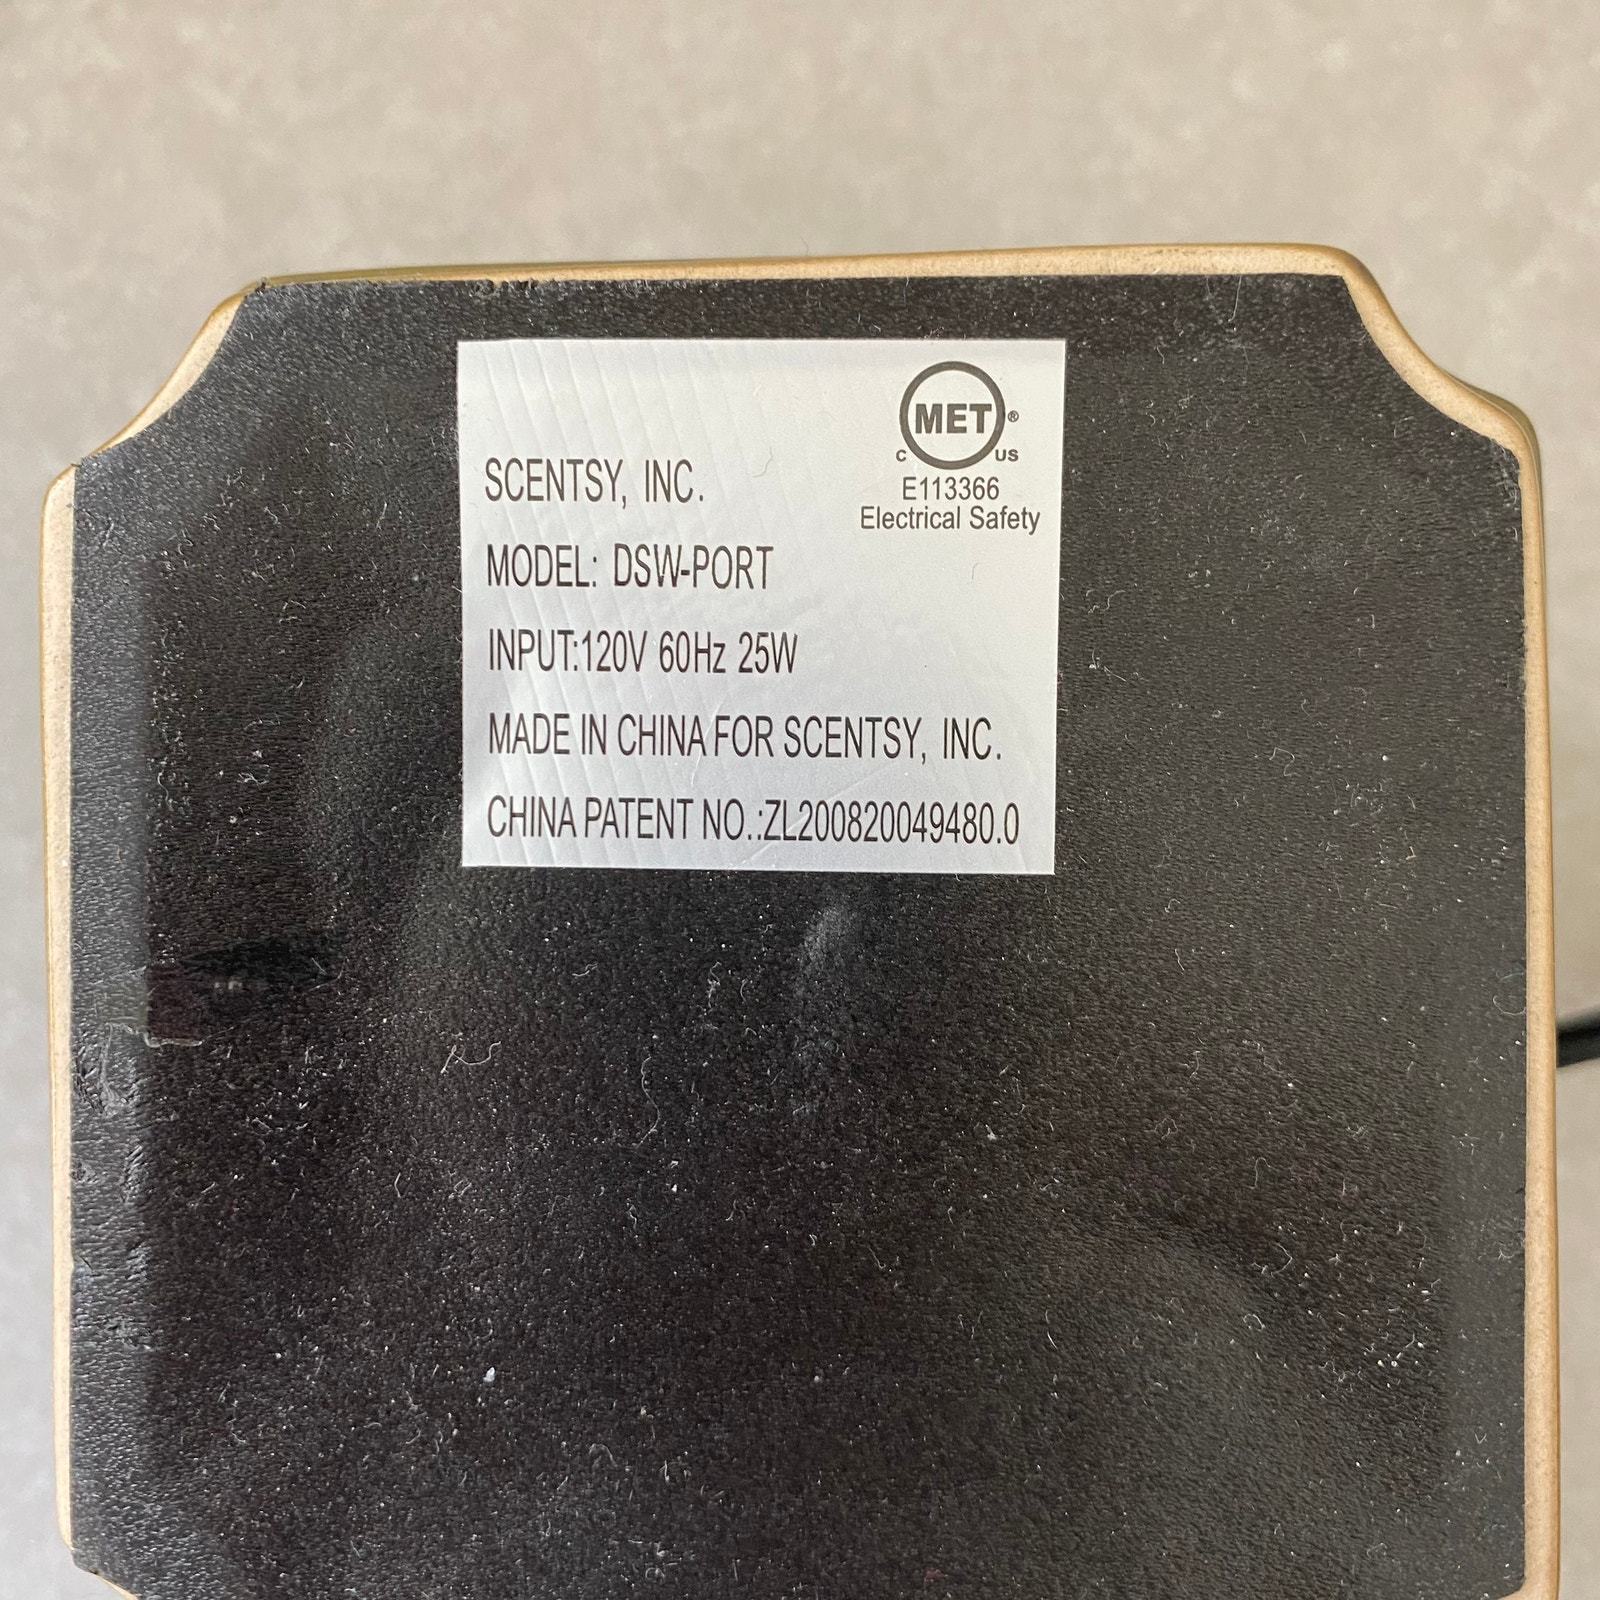 MET®
C US
E113366
Electrical Safety
SCENTSY, INC.
MODEL: DSW-PORT
INPUT:120V 60Hz 25W
MADE IN CHINA FOR SCENTSY, INC.
CHINA PATENT NO.:ZL200820049480.0